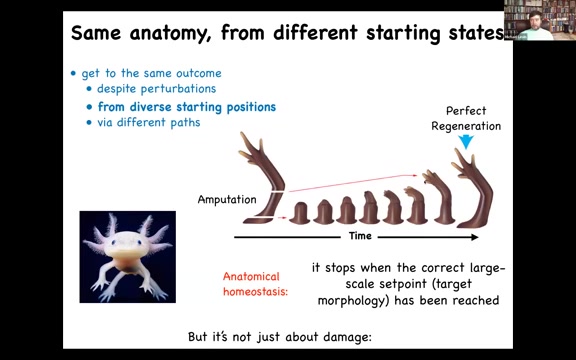 Same anatomy, from different starting states
• get to the same outcome
• despite perturbations
• from diverse starting positions
• via different paths
Perfect
Regeneration
Amputation
Time
Anatomical
homeostasis:
it stops when the correct large-
scale setpoint (target
morphology) has been reached
But it's not just about damage: